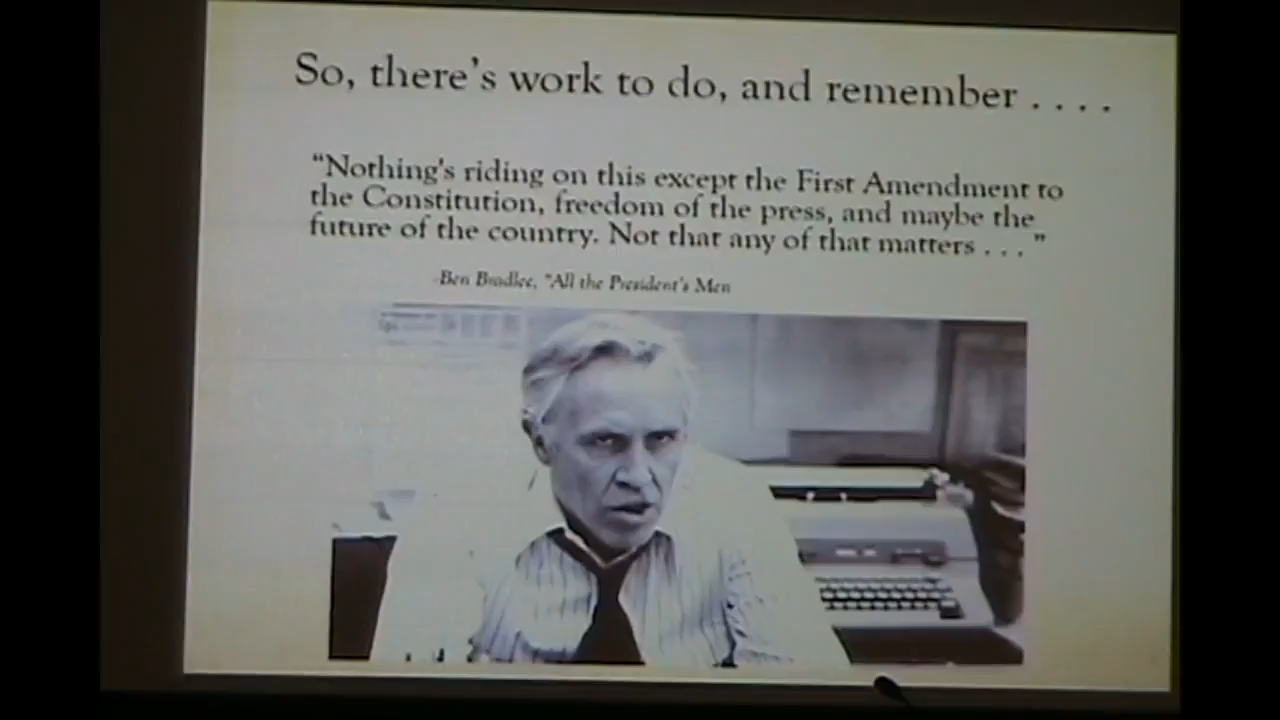 So, there's work to do, and remember . . . .
“Nothing's riding on this except the First Amendment to
the Constitution, freedom of the press, and maybe the
future of the country. Not that any of that matters . . . ”
-Ben Bradlee, “All the President's Men